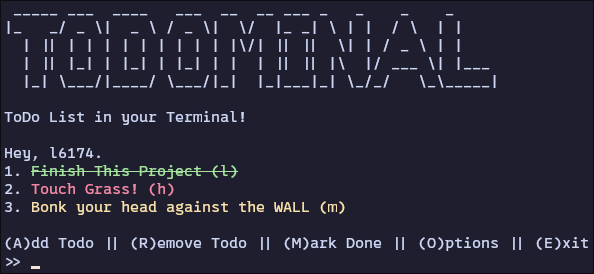 TODOMINAL
ToDo List in your Terminal!
Hey, l6174.
1. Finish This Project (l)
2. Touch Grass! (h)
3. Bonk your head against the WALL (m)
(A)dd Todo || (R)emove Todo || (M)ark Done || (O)ptions || (E)xit
>> _